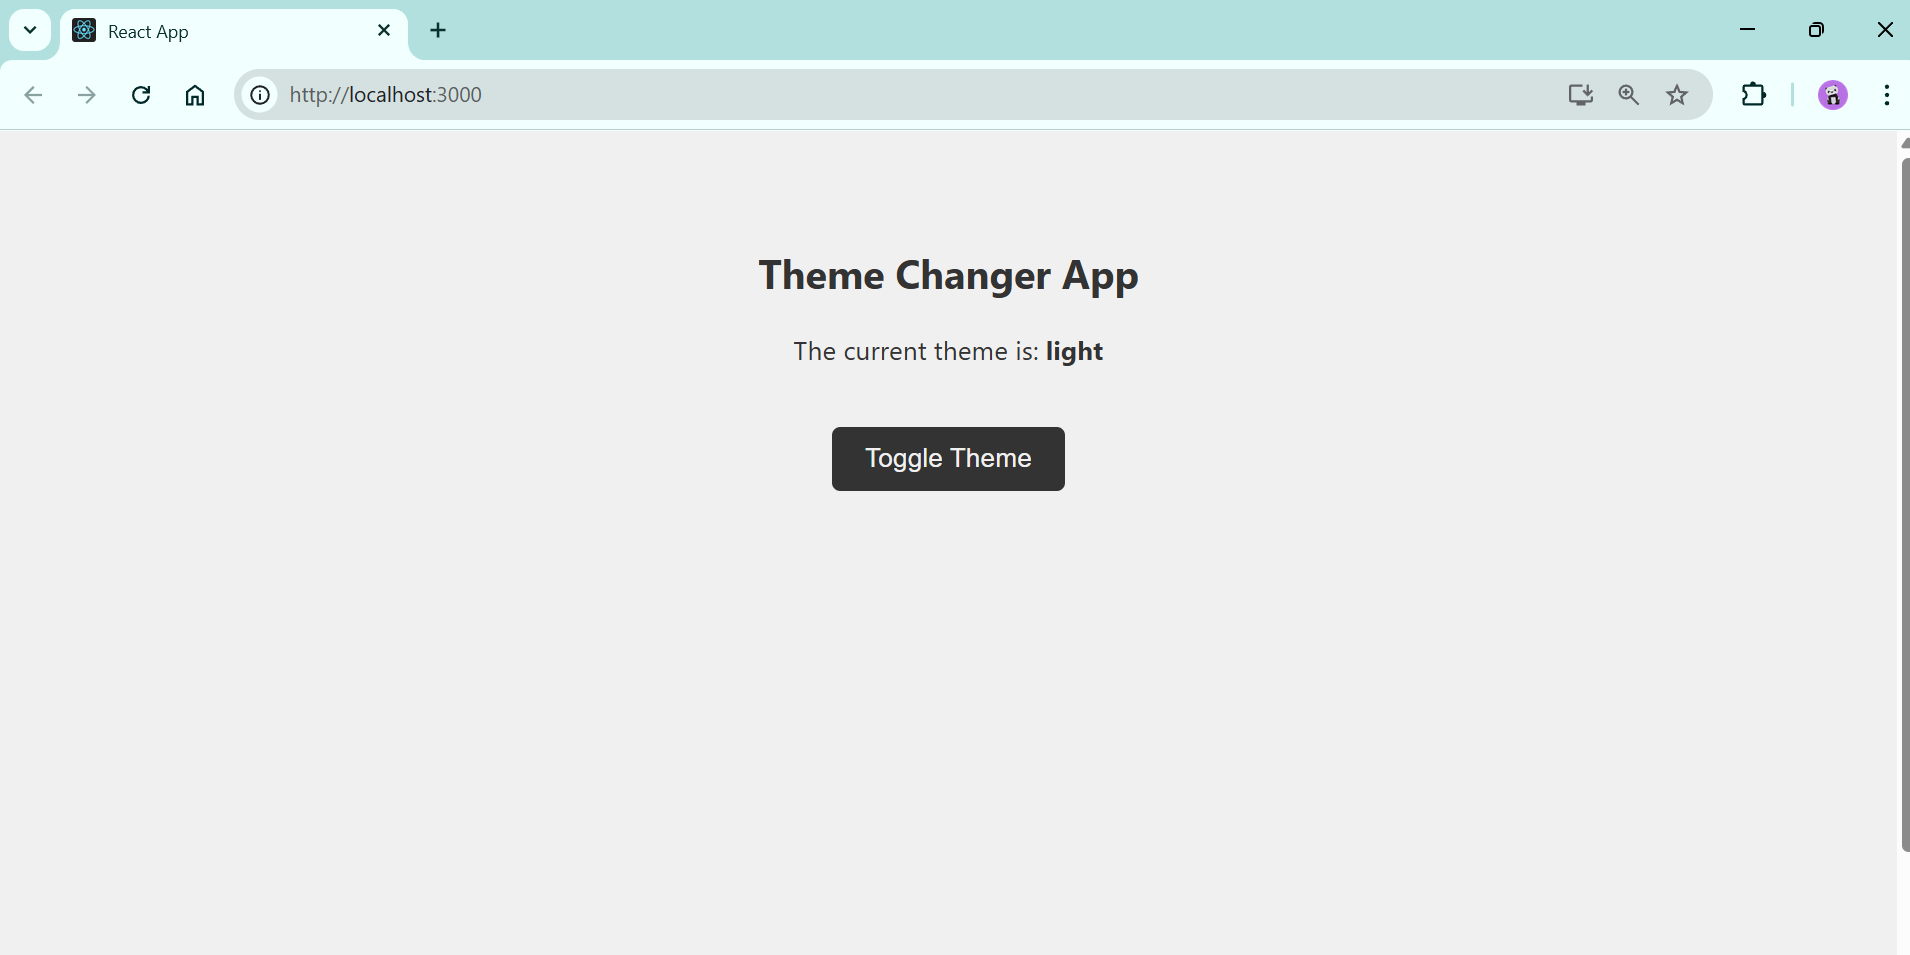 React App
http://localhost:3000
Theme Changer App
The current theme is: light
Toggle Theme